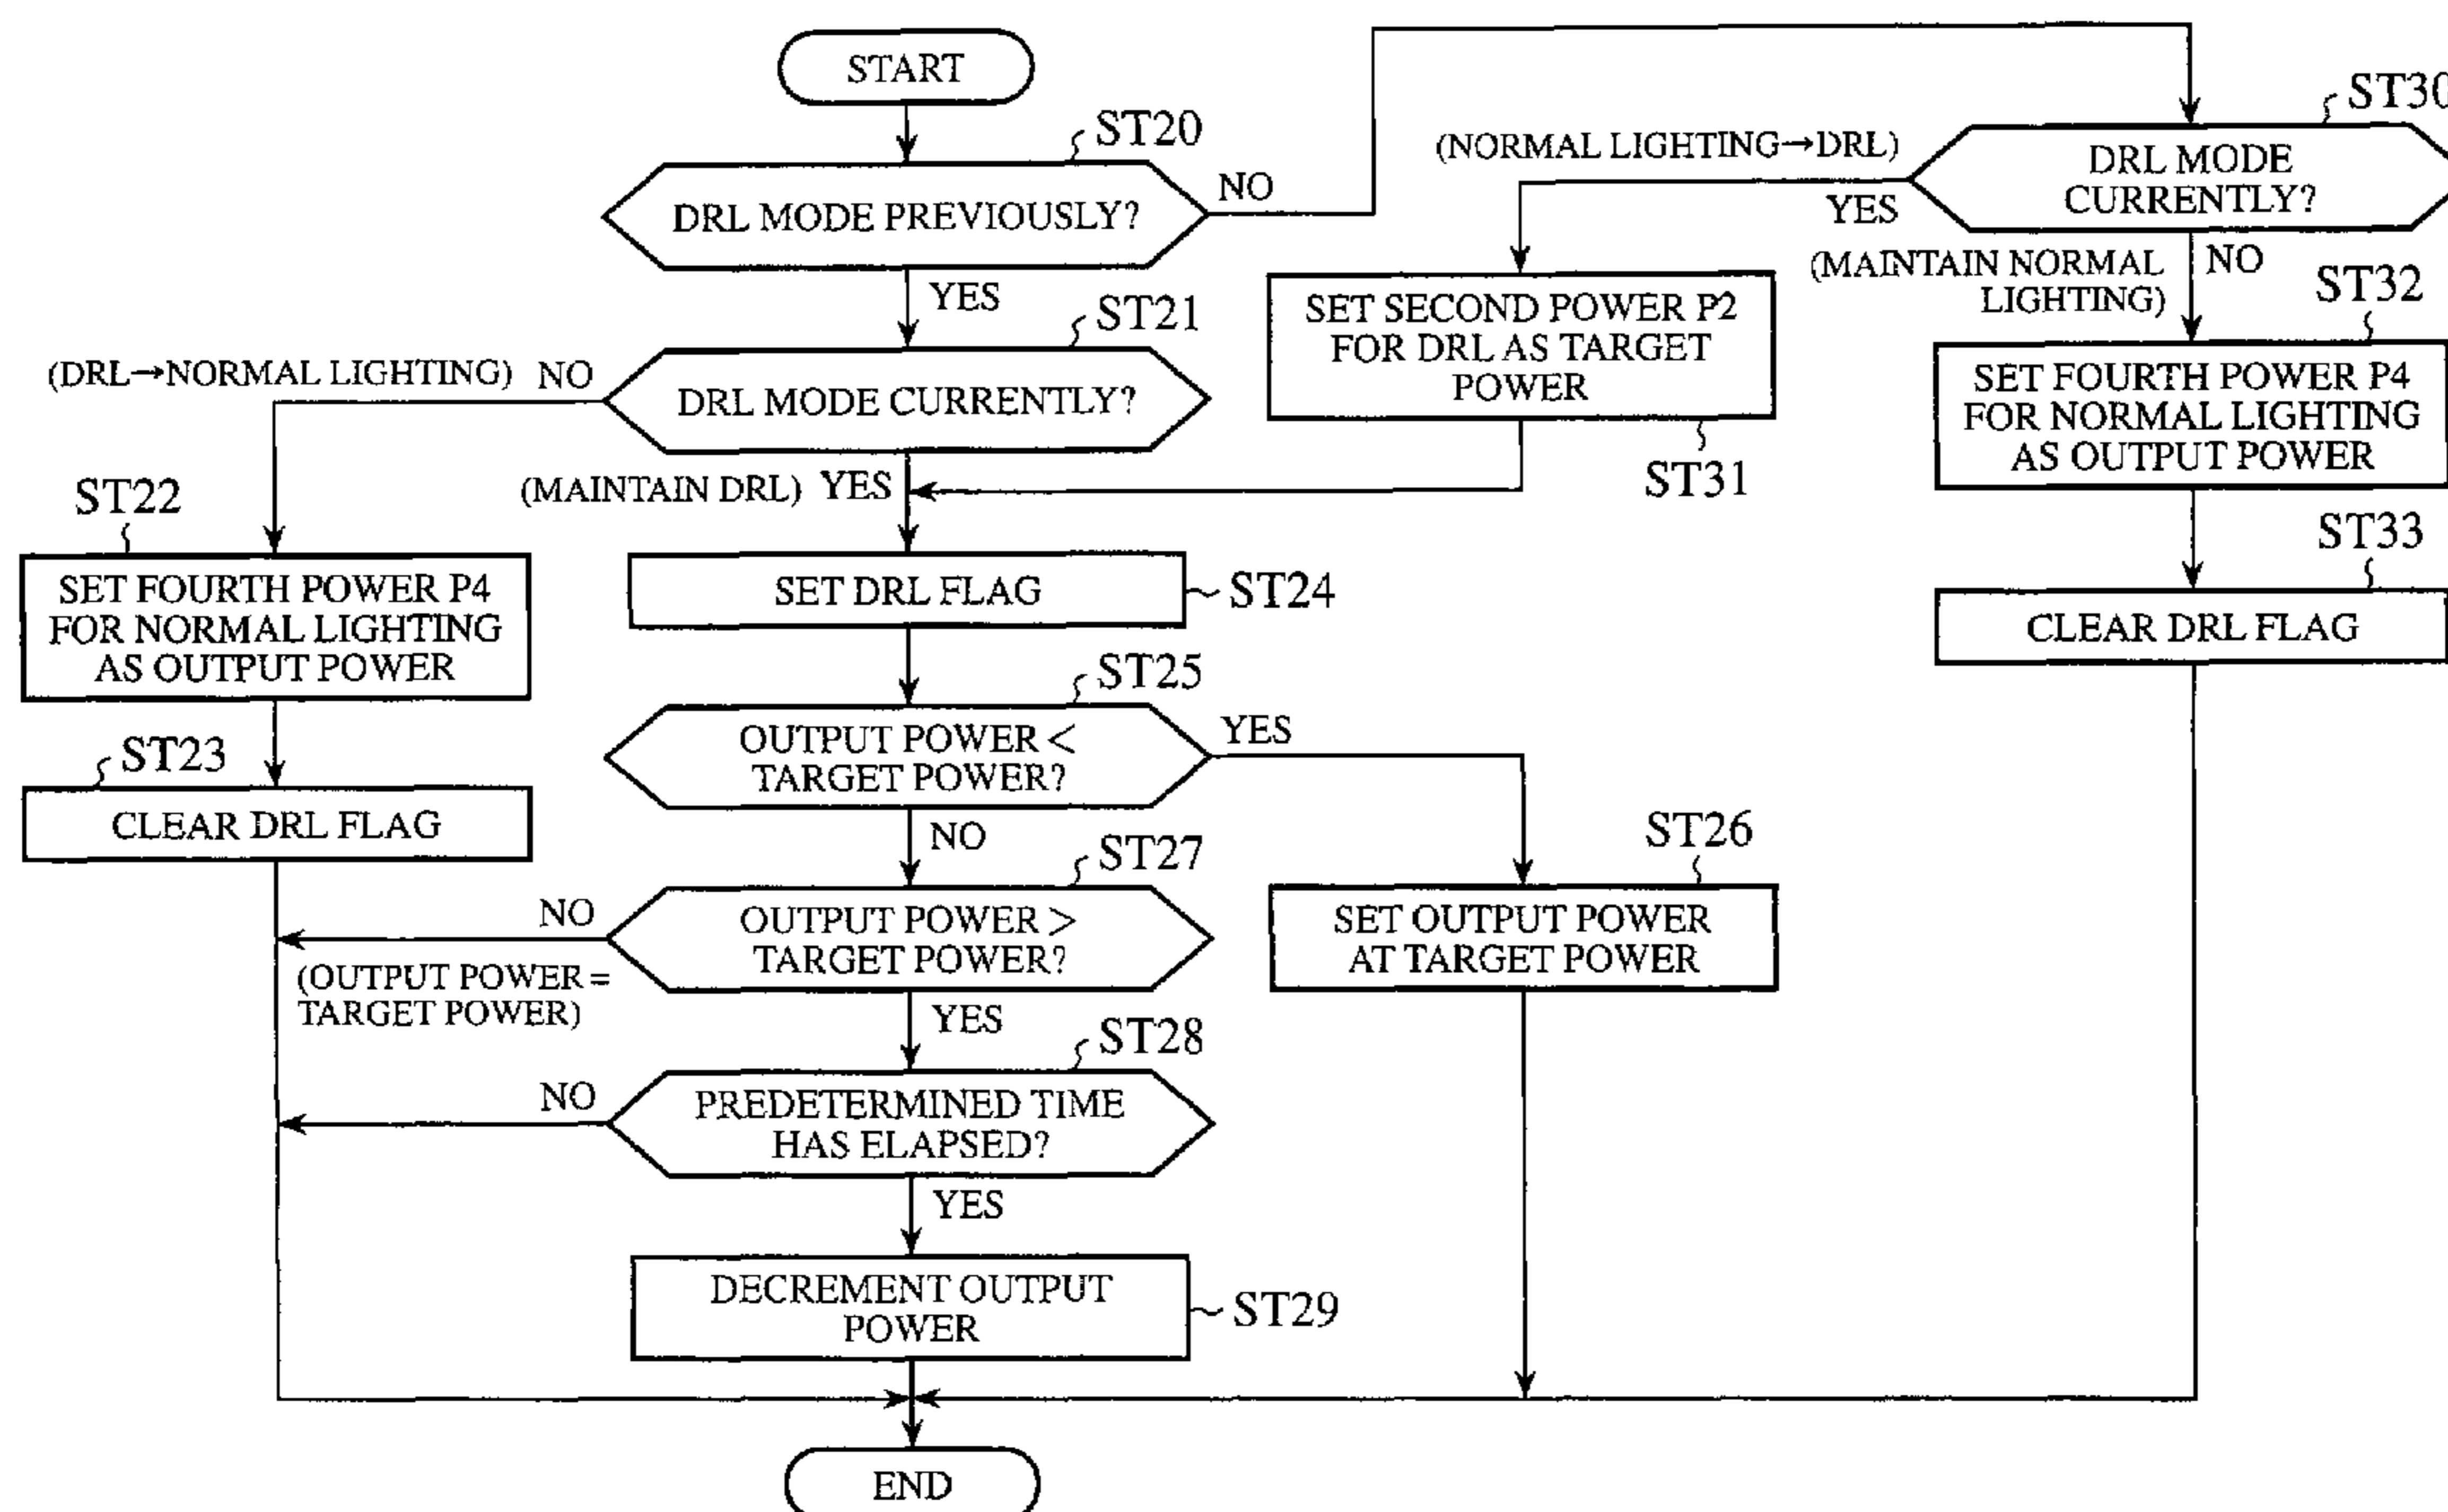 START
ST20
DRL MODE PREVIOUSLY?
NO
YES
ST21
(DRL→NORMAL LIGHTING) NO
DRL MODE CURRENTLY?
(MAINTAIN DRL) YES
ST22
SET FOURTH POWER P4
FOR NORMAL LIGHTING
AS OUTPUT POWER
ST23
CLEAR DRL FLAG
SET DRL FLAG
ST24
ST25
OUTPUT POWER <
TARGET POWER?
YES
NO
ST27
OUTPUT POWER >
TARGET POWER?
NO
(OUTPUT POWER =
TARGET POWER)
YES
ST28
PREDETERMINED TIME
HAS ELAPSED?
NO
YES
DECREMENT OUTPUT
POWER
ST29
END
ST26
SET OUTPUT POWER
AT TARGET POWER
ST30
DRL MODE
CURRENTLY?
(NORMAL LIGHTING→DRL)
YES
SET SECOND POWER P2
FOR DRL AS TARGET
POWER
ST31
(MAINTAIN NORMAL
LIGHTING)
NO
ST32
SET FOURTH POWER P4
FOR NORMAL LIGHTING
AS OUTPUT POWER
ST33
CLEAR DRL FLAG